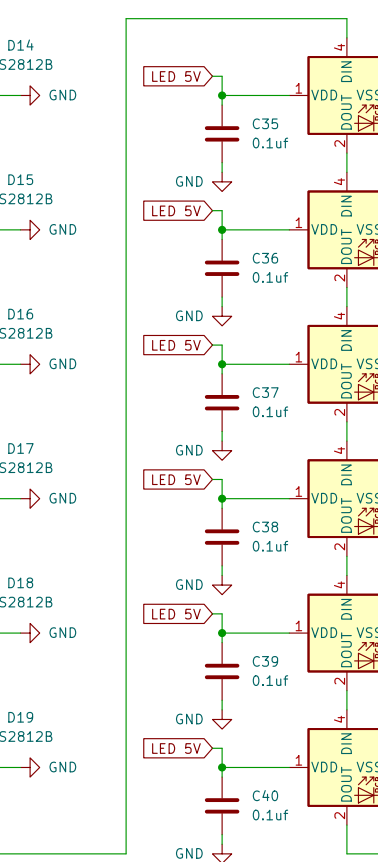 D14
S2812B
GND
LED 5V
4
DIN
1
VDD
VSS
DOUT
C35
0.1uf
2
GND
D15
S2812B
GND
LED 5V
4
DIN
1
VDD
VSS
DOUT
C36
0.1uf
2
GND
D16
S2812B
GND
LED 5V
4
DIN
1
VDD
VSS
DOUT
C37
0.1uf
2
GND
D17
S2812B
GND
LED 5V
4
DIN
1
VDD
VSS
DOUT
C38
0.1uf
2
GND
D18
S2812B
GND
LED 5V
4
DIN
1
VDD
VSS
DOUT
C39
0.1uf
2
GND
D19
S2812B
GND
LED 5V
4
DIN
1
VDD
VSS
DOUT
C40
0.1uf
2
GND